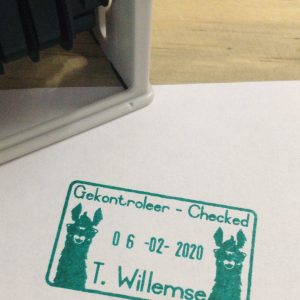 Gekontroleer - Checked
06 -02- 2020
T. Willemse